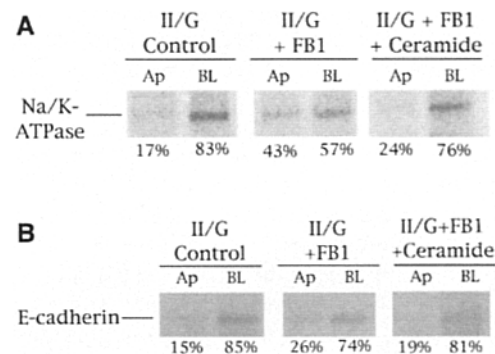 A
II/G Control
II/G + FB1
II/G + FB1 + Ceramide
Ap BL Ap BL Ap BL
Na/K-ATPase
17% 83% 43% 57% 24% 76%
B
II/G Control
II/G +FB1
II/G+FB1 +Ceramide
Ap BL Ap BL Ap BL
E-cadherin
15% 85% 26% 74% 19% 81%